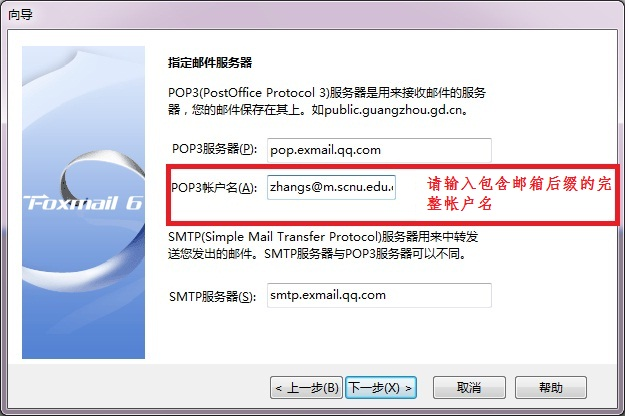 向导
指定邮件服务器
POP3(PostOffice Protocol 3)服务器是用来接收邮件的服务
器，您的邮件保存在其上。如public.guangzhou.gd.cn。
POP3服务器(P): pop.exmail.qq.com
POP3帐户名(A): zhangs@m.scnu.edu.c
请输入包含邮箱后缀的完
整帐户名
Foxmail 6
SMTP(Simple Mail Transfer Protocol)服务器用来中转发
送您发出的邮件。SMTP服务器与POP3服务器可以不同。
SMTP服务器(S): smtp.exmail.qq.com
< 上一步(B) 下一步(X) > 取消 帮助